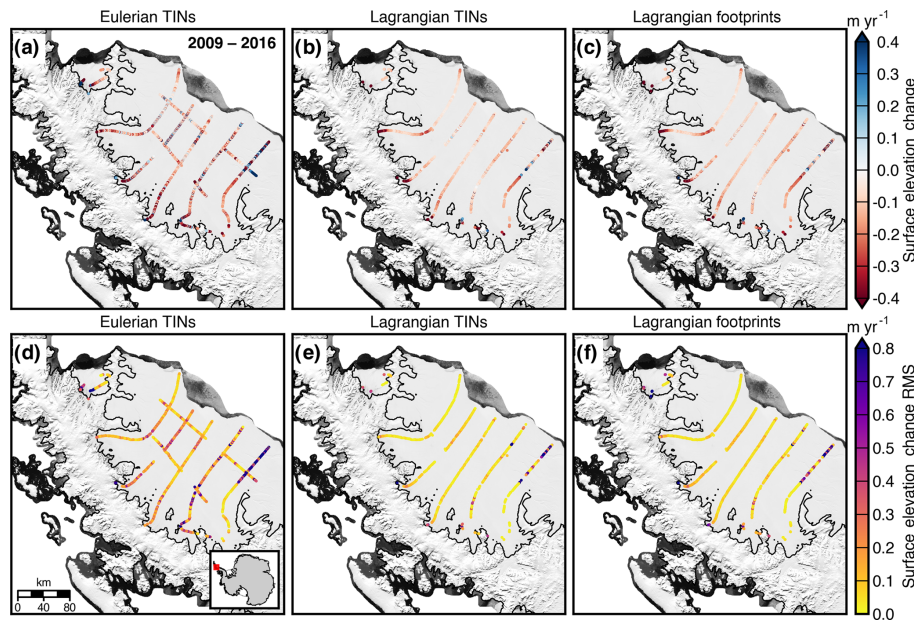 Eulerian TINs
Lagrangian TINs
Lagrangian footprints
m yr⁻¹
(a)
2009 – 2016
(b)
(c)
0.4
0.3
0.2
0.1
0.0
-0.1
-0.2
-0.3
-0.4
Surface elevation change
Eulerian TINs
Lagrangian TINs
Lagrangian footprints
m yr⁻¹
(d)
(e)
(f)
0.8
0.7
0.6
0.5
0.4
0.3
0.2
0.1
0.0
Surface elevation change RMS
km
0 40 80